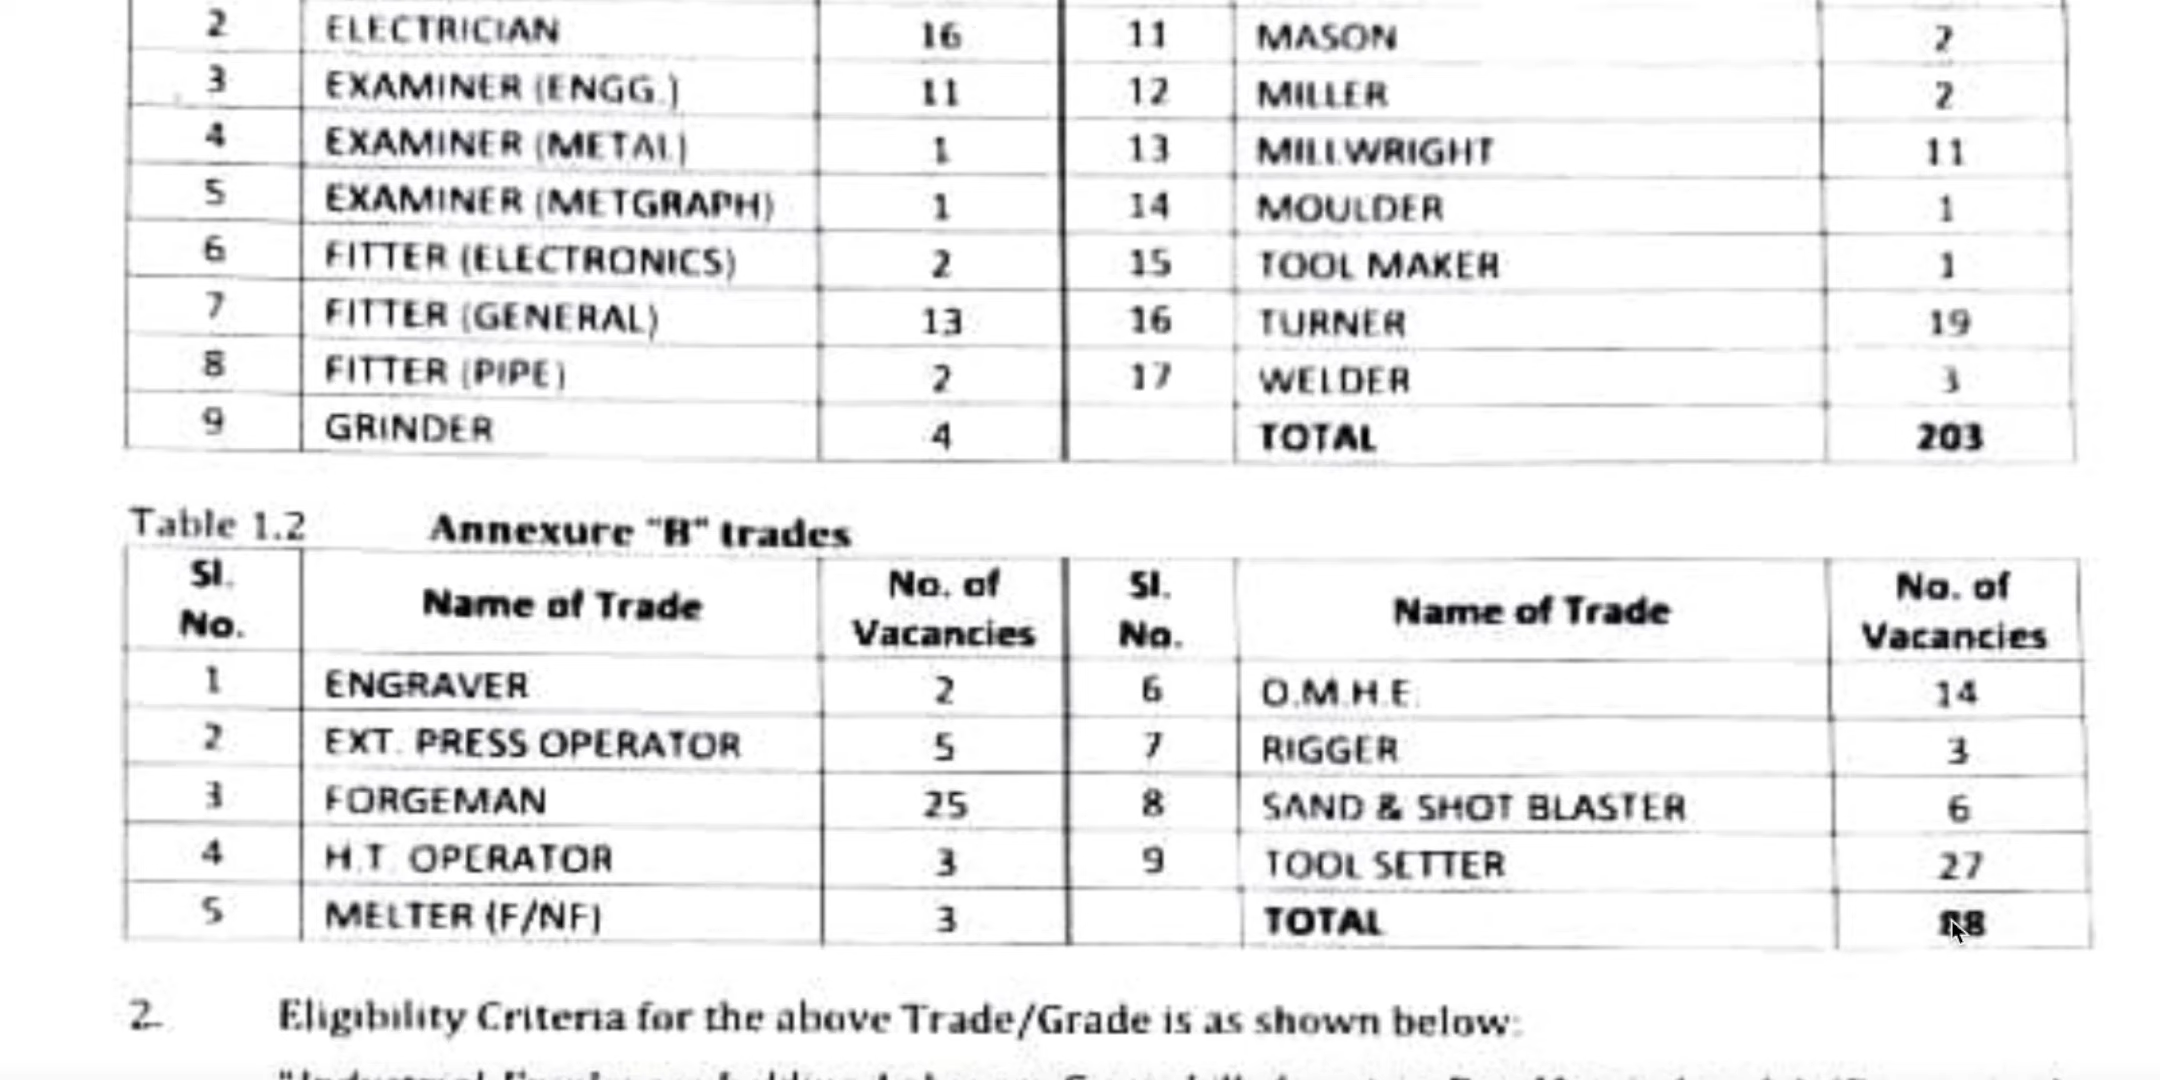 2 ELECTRICIAN 16 11 MASON 2
3 EXAMINER (ENGG.) 11 12 MILLER 2
4 EXAMINER (METAL) 1 13 MILLWRIGHT 11
5 EXAMINER (METGRAPH) 1 14 MOULDER 1
6 FITTER (ELECTRONICS) 2 15 TOOL MAKER 1
7 FITTER (GENERAL) 13 16 TURNER 19
8 FITTER (PIPE) 2 17 WELDER 3
9 GRINDER 4 TOTAL 203
Table 1.2 Annexure "B" trades
Sl. No. Name of Trade No. of Vacancies Sl. No. Name of Trade No. of Vacancies
1 ENGRAVER 2 6 O.M.H.E. 14
2 EXT. PRESS OPERATOR 5 7 RIGGER 3
3 FORGEMAN 25 8 SAND & SHOT BLASTER 6
4 H.T. OPERATOR 3 9 TOOL SETTER 27
5 MELTER (F/NF) 3 TOTAL 88
2. Eligibility Criteria for the above Trade/Grade is as shown below: